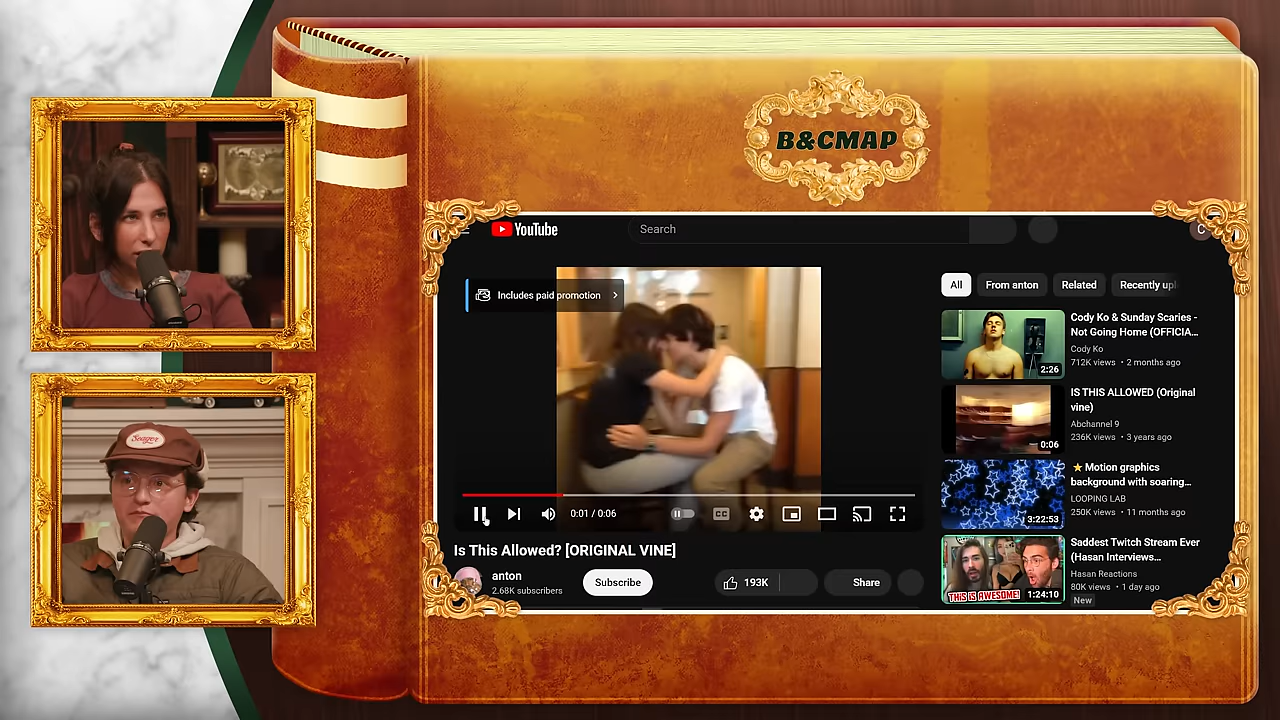 B&CMAP
YouTube
Search
C
Includes paid promotion
All
From anton
Related
Recently upl
Cody Ko & Sunday Scaries -
Not Going Home (OFFICIA...
Cody Ko
712K views • 2 months ago
2:26
IS THIS ALLOWED (Original
vine)
Abchannel 9
236K views • 3 years ago
0:06
⭐ Motion graphics
background with soaring...
LOOPING LAB
250K views • 11 months ago
3:22:53
Saddest Twitch Stream Ever
(Hasan Interviews...
Hasan Reactions
80K views • 1 day ago
New
THIS IS AWESOME!
1:24:10
0:01 / 0:06
CC
Is This Allowed? [ORIGINAL VINE]
anton
2.68K subscribers
Subscribe
193K
Share
Seager